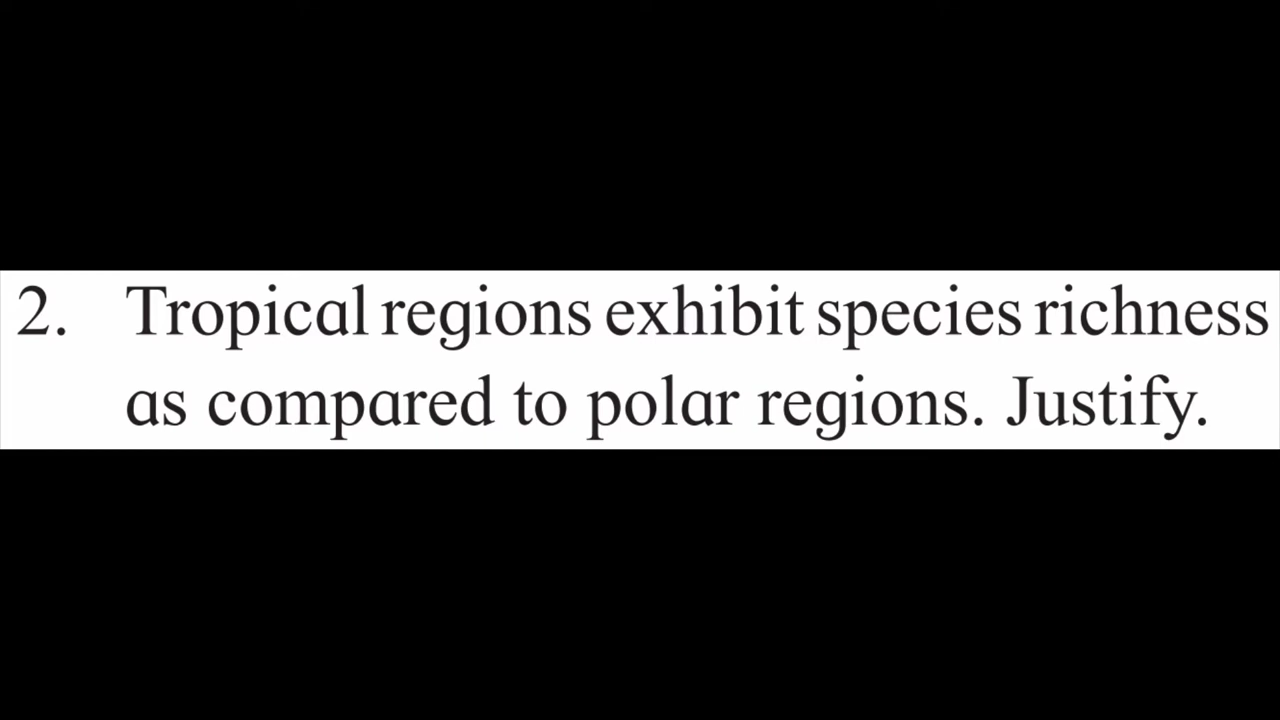 2. Tropical regions exhibit species richness
as compared to polar regions. Justify.